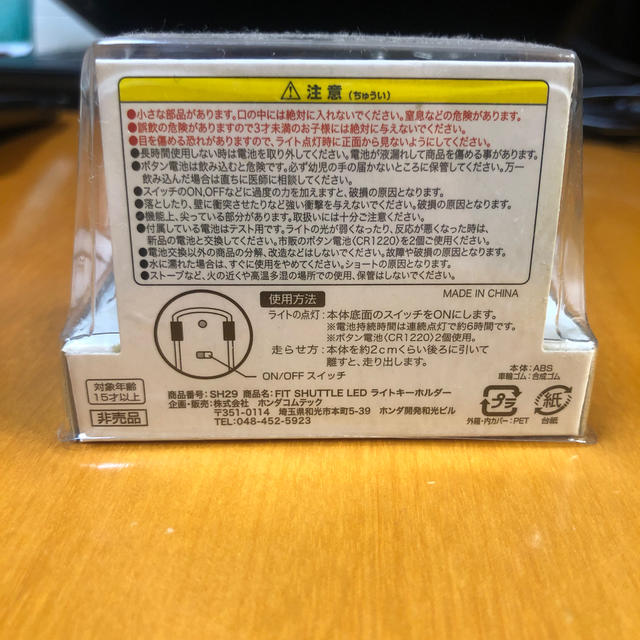 注意(ちゅうい)
●小さな部品があります。口の中には絶対に入れないでください。窒息などの危険があります。
●誤飲の危険がありますので3才未満のお子様には絶対に与えないでください。
●目を傷める恐れがありますので、ライト点灯時に正面から見ないようにしてください。
●長時間使用しない時は電池を取り外してください。電池が液漏れして商品を傷める事があります。
●ボタン電池は飲み込むと危険です。必ず幼児の手の届かないところに保管してください。万一
飲み込んだ場合は直ちに医師に相談してください。
●スイッチのON,OFFなどに過度の力を加えますと、破損の原因となります。
●落としたり、壁に衝突させたりなど強い衝撃を与えないでください。破損の原因となります。
●機能上、尖っている部分があります。取扱いには十分ご注意ください。
●付属している電池はテスト用です。ライトの光が弱くなったり、反応が悪くなった時は、
新品の電池と交換してください。市販のボタン電池〈CR1220〉を2個ご使用ください。
●電池交換以外の商品の分解、改造などはしないでください。故障や破損の原因となります。
●水に濡れた場合は、すぐに使用をやめてください。ショートの原因となります。
●ストーブなど、火の近くや高温多湿の場所での使用、保管はしないでください。
使用方法
MADE IN CHINA
ライトの点灯:本体底面のスイッチをONにします。
※電池持続時間は連続点灯で約6時間です。
※ボタン電池〈CR1220〉2個使用。
走らせ方:本体を約2cmくらい後ろに引いて
離すと、走り出します。
ON/OFF スイッチ
本体:ABS
車輪ゴム:合成ゴム
対象年齢
15才以上
非売品
商品番号:SH29 商品名:FIT SHUTTLE LED ライトキーホルダー
企画・販売:株式会社 ホンダコムテック
〒351-0114 埼玉県和光市本町5-39 ホンダ開発和光ビル
TEL:048-452-5923
プラ
外箱・内カバー:PET
紙
台紙